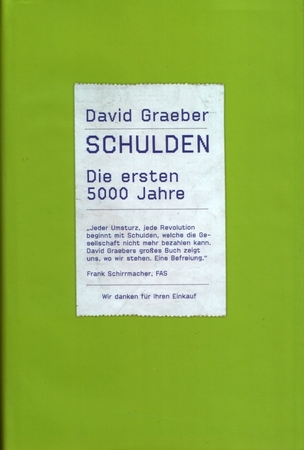 David Graeber
SCHULDEN
Die ersten
5000 Jahre
„Jeder Umsturz, jede Revolution
beginnt mit Schulden, welche die Ge-
sellschaft nicht mehr bezahlen kann.
David Graebers großes Buch zeigt
uns, wo wir stehen. Eine Befreiung.“
Frank Schirrmacher, FAS
Wir danken für Ihren Einkauf